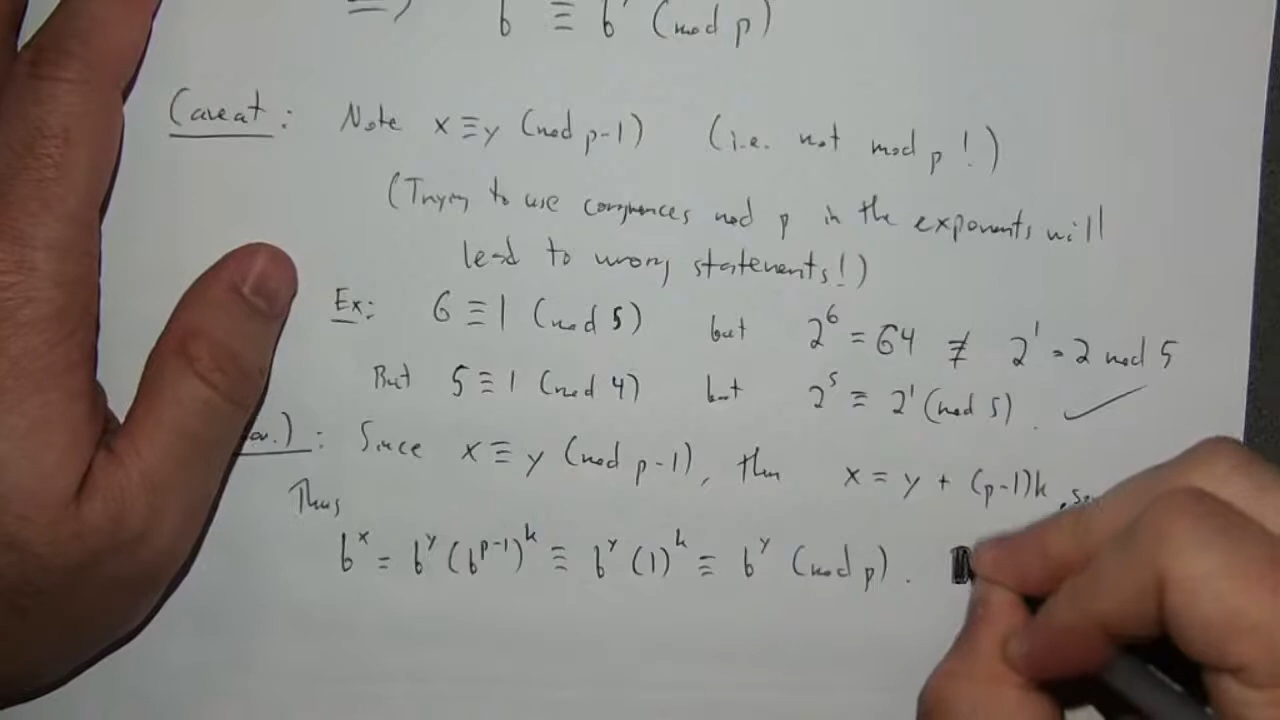 => b ≡ b (mod p)
Caveat: Note x ≡ y (mod p-1) (i.e. not mod p!)
(Trying to use congruences mod p in the exponents will
lead to wrong statements!)
Ex: 6 ≡ 1 (mod 5) but 2^6 = 64 ≢ 2^1 = 2 mod 5
But 5 ≡ 1 (mod 4) but 2^5 ≡ 2^1 (mod 5). ✓
: Since x ≡ y (mod p-1), then x = y + (p-1)k,
Thus
b^x = b^y (b^{p-1})^k ≡ b^y (1)^k ≡ b^y (mod p).